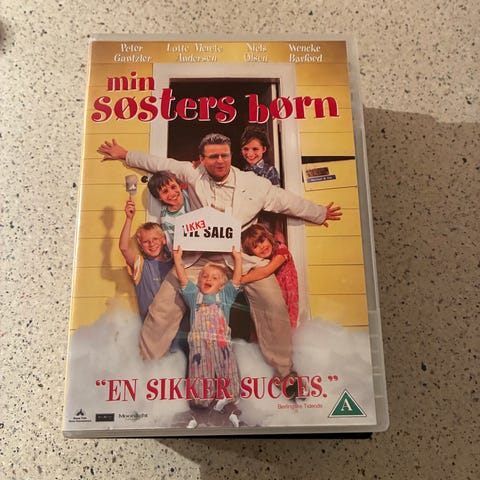 Peter Lotte Merete Niels Wencke
Gantzler Andersen Olsen Barfoed
min
søsters børn
IKKE
TIL SALG
"EN SIKKER SUCCES."
Berlingske Tidende
Moonlight
A